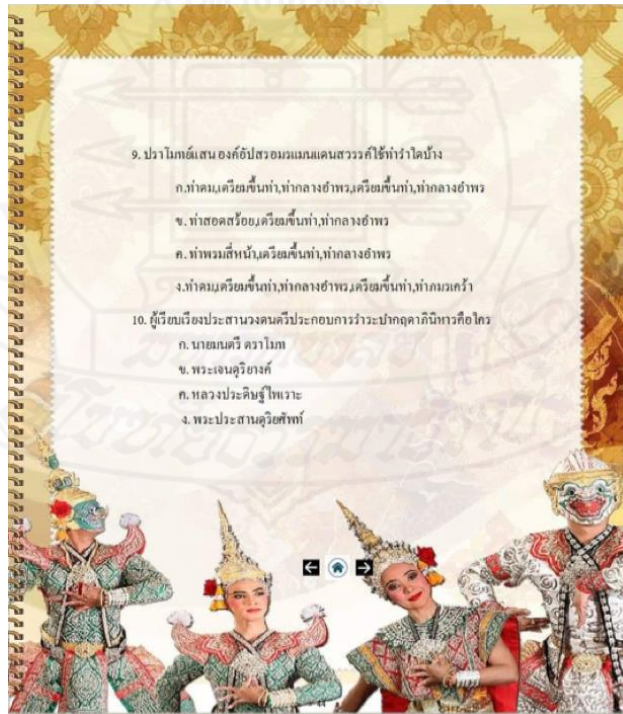 9. ปราโมทย์แสน องค์อัปสรอมรแมนแดนสวรรค์ใช้ท่ารำใดบ้าง
ก.ท่าดม,เตรียมขึ้นท่า,ท่ากลางอำพร,เตรียมขึ้นท่า,ท่ากลางอำพร
ข. ท่าสอดสร้อย,เตรียมขึ้นท่า,ท่ากลางอำพร
ค. ท่าพรมสี่หน้า,เตรียมขึ้นท่า,ท่ากลางอำพร
ง.ท่าดม,เตรียมขึ้นท่า,ท่ากลางอำพร,เตรียมขึ้นท่า,ท่าภมรเคร้า
10. ผู้เรียบเรียงประสานวงดนตรีประกอบการรำระปากฤดาภินิหารคือใคร
ก. นายมนตรี ตราโมท
ข. พระเจนดุริยางค์
ค. หลวงประดิษฐ์ไพเราะ
ง. พระประสานดุริยศัพท์
44